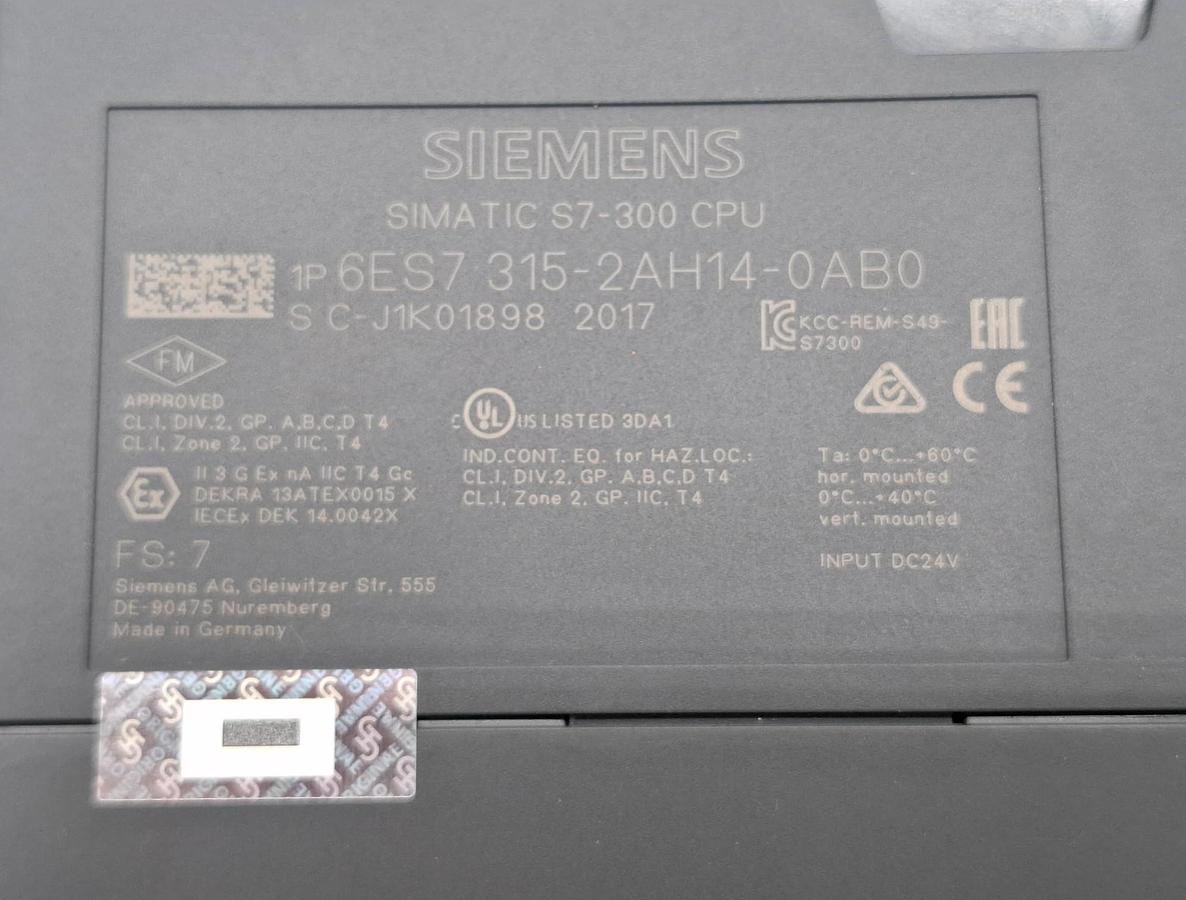 SIEMENS
SIMATIC S7-300 CPU
1P 6ES7 315-2AH14-0AB0
S C-J1K01898 2017
KCC-REM-S49-
S7300
EAC
FM
APPROVED
CL.I, DIV.2, GP. A,B,C,D T4
CL.I, Zone 2, GP. IIC, T4
CE
C UL US LISTED 3DA1
IND.CONT. EQ. for HAZ.LOC.:
CL.I, DIV.2, GP. A,B,C,D T4
CL.I, Zone 2, GP. IIC, T4
Ta: 0°C...+60°C
hor. mounted
0°C...+40°C
vert. mounted
INPUT DC24V
Ex
II 3 G Ex nA IIC T4 Gc
DEKRA 13ATEX0015 X
IECEx DEK 14.0042X
FS: 7
Siemens AG, Gleiwitzer Str. 555
DE-90475 Nuremberg
Made in Germany